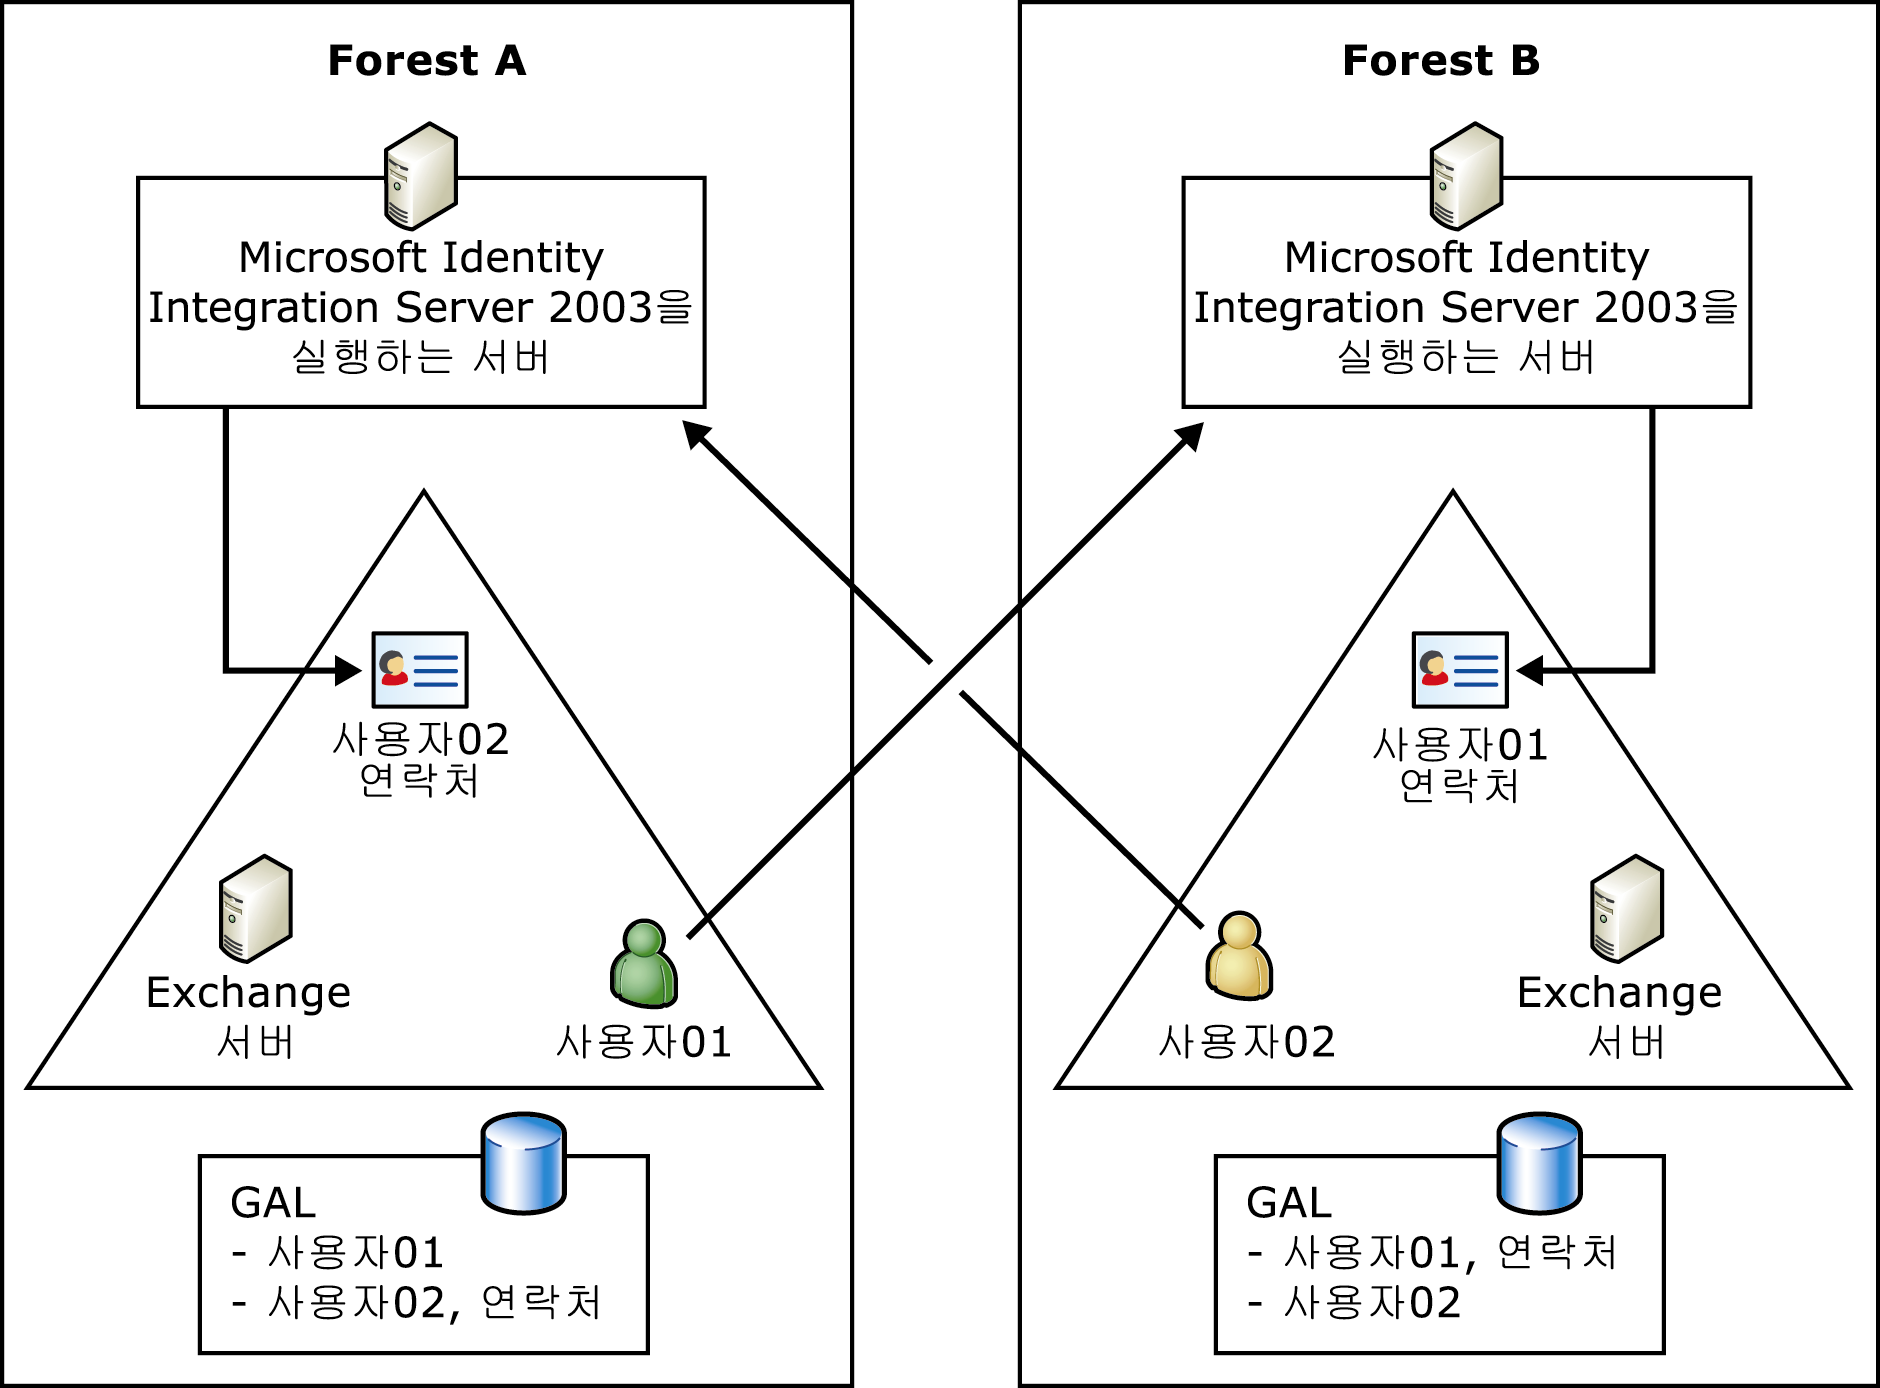 Forest A
Microsoft Identity
Integration Server 2003을
실행하는 서버
사용자02
연락처
Exchange
서버
사용자01
GAL
- 사용자01
- 사용자02, 연락처
Forest B
Microsoft Identity
Integration Server 2003을
실행하는 서버
사용자01
연락처
사용자02
Exchange
서버
GAL
- 사용자01, 연락처
- 사용자02